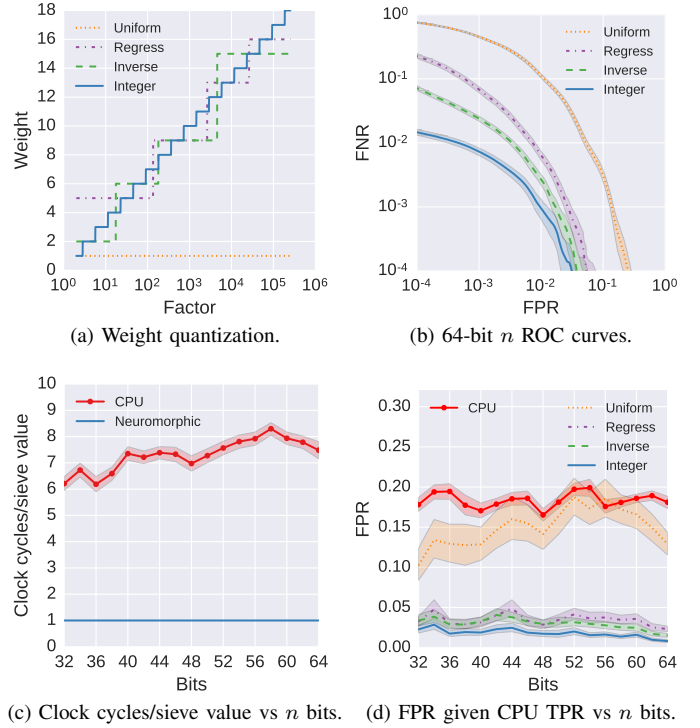 18
16
14
12
10
8
6
4
2
0
Weight
Uniform
Regress
Inverse
Integer
10^0 10^1 10^2 10^3 10^4 10^5 10^6
Factor
(a) Weight quantization.
10^0
10^-1
10^-2
10^-3
10^-4
FNR
Uniform
Regress
Inverse
Integer
10^-4 10^-3 10^-2 10^-1 10^0
FPR
(b) 64-bit n ROC curves.
10
9
8
7
6
5
4
3
2
1
0
Clock cycles/sieve value
CPU
Neuromorphic
32 36 40 44 48 52 56 60 64
Bits
(c) Clock cycles/sieve value vs n bits.
0.30
0.25
0.20
0.15
0.10
0.05
0.00
FPR
CPU
Uniform
Regress
Inverse
Integer
32 36 40 44 48 52 56 60 64
Bits
(d) FPR given CPU TPR vs n bits.